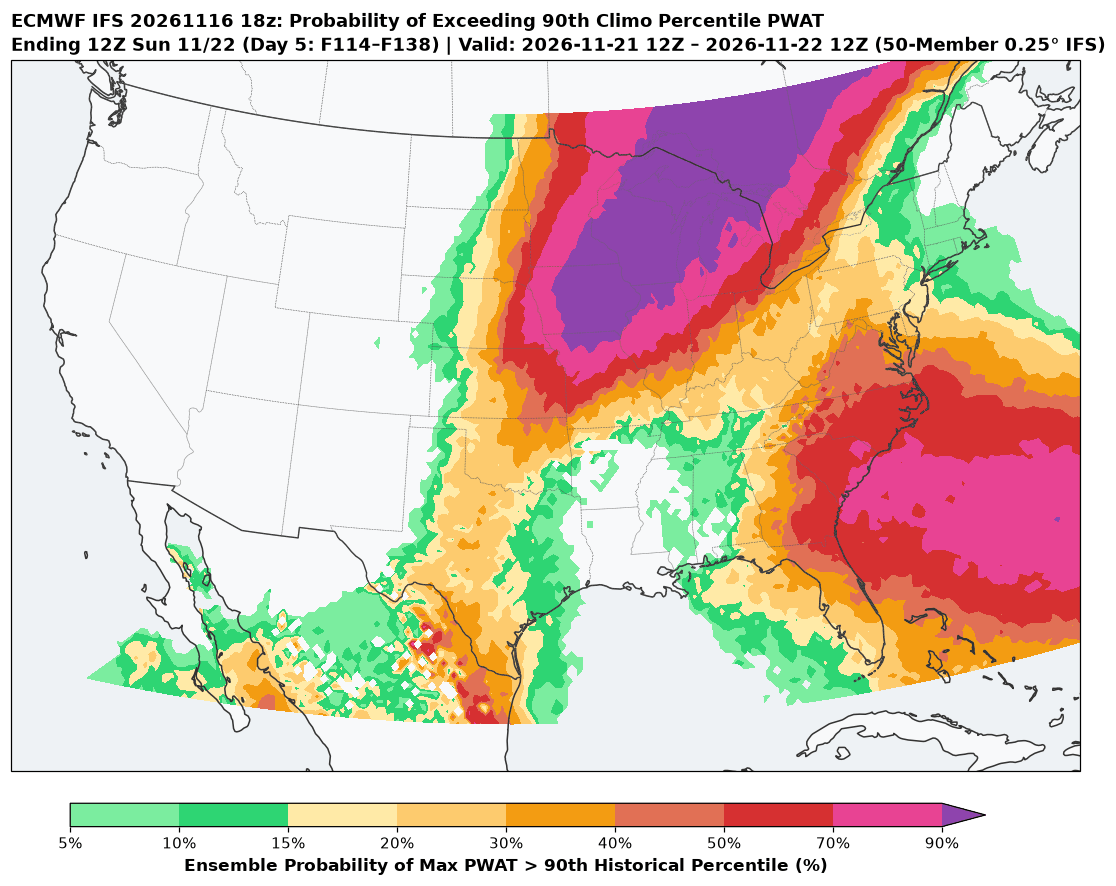 ECMWF IFS 20261116 18z: Probability of Exceeding 90th Climo Percentile PWAT
Ending 12Z Sun 11/22 (Day 5: F114–F138) | Valid: 2026-11-21 12Z – 2026-11-22 12Z (50-Member 0.25° IFS)
5% 10% 15% 20% 30% 40% 50% 70% 90%
Ensemble Probability of Max PWAT > 90th Historical Percentile (%)